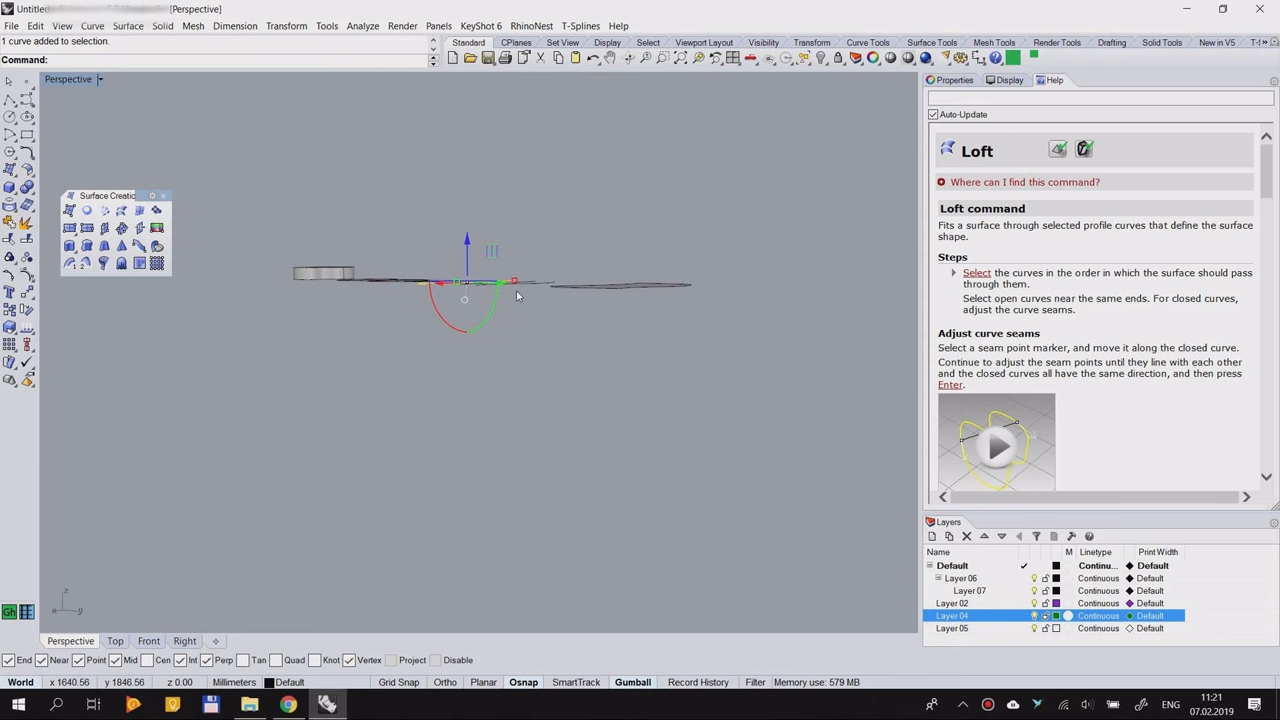 Untitled [Perspective]
File Edit View Curve Surface Solid Mesh Dimension Transform Tools Analyze Render Panels KeyShot 6 RhinoNest T-Splines Help
1 curve added to selection.
Command:
Standard CPlanes Set View Display Select Viewport Layout Visibility Transform Curve Tools Surface Tools Mesh Tools Render Tools Drafting Solid Tools New in V5
Perspective
Properties Display Help
Auto-Update
Surface Creatio
Loft
Where can I find this command?
Loft command
Fits a surface through selected profile curves that define the surface
shape.
Steps
Select the curves in the order in which the surface should pass
through them.
Select open curves near the same ends. For closed curves,
adjust the curve seams.
Adjust curve seams
Select a seam point marker, and move it along the closed curve.
Continue to adjust the seam points until they line with each other
and the closed curves all have the same direction, and then press
Enter.
Layers
Name M Linetype Print Width
Default Continu... Default
Layer 06 Continuous Default
Layer 07 Continuous Default
Layer 02 Continuous Default
Layer 04 Continuous Default
Layer 05 Continuous Default
z
x y
Gh
Perspective Top Front Right
End Near Point Mid Cen Int Perp Tan Quad Knot Vertex Project Disable
World x 1640.56 y 1846.56 z 0.00 Millimeters Default Grid Snap Ortho Planar Osnap SmartTrack Gumball Record History Filter Memory use: 579 MB
ENG
11:21
07.02.2019